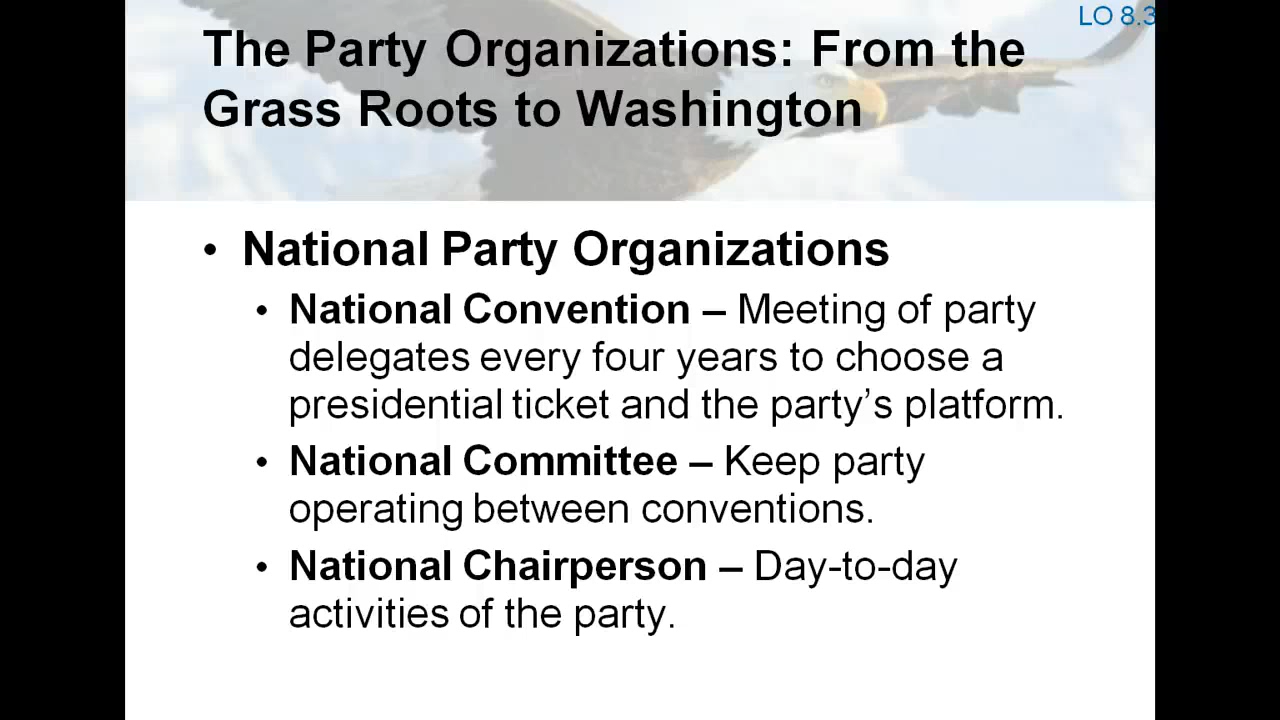 LO 8.3
The Party Organizations: From the
Grass Roots to Washington
• National Party Organizations
• National Convention – Meeting of party
delegates every four years to choose a
presidential ticket and the party’s platform.
• National Committee – Keep party
operating between conventions.
• National Chairperson – Day-to-day
activities of the party.